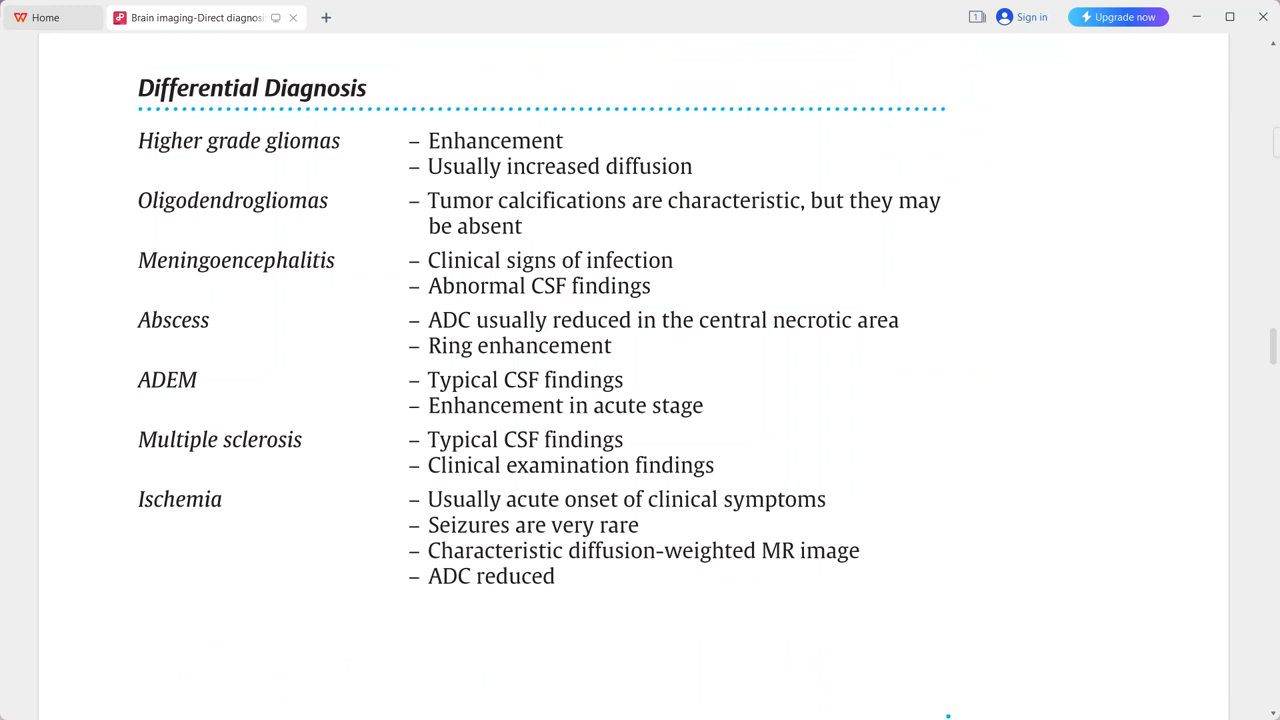 Home
Brain imaging-Direct diagnosi
1
Sign in
Upgrade now
Differential Diagnosis
Higher grade gliomas – Enhancement
– Usually increased diffusion
Oligodendrogliomas – Tumor calcifications are characteristic, but they may
be absent
Meningoencephalitis – Clinical signs of infection
– Abnormal CSF findings
Abscess – ADC usually reduced in the central necrotic area
– Ring enhancement
ADEM – Typical CSF findings
– Enhancement in acute stage
Multiple sclerosis – Typical CSF findings
– Clinical examination findings
Ischemia – Usually acute onset of clinical symptoms
– Seizures are very rare
– Characteristic diffusion-weighted MR image
– ADC reduced